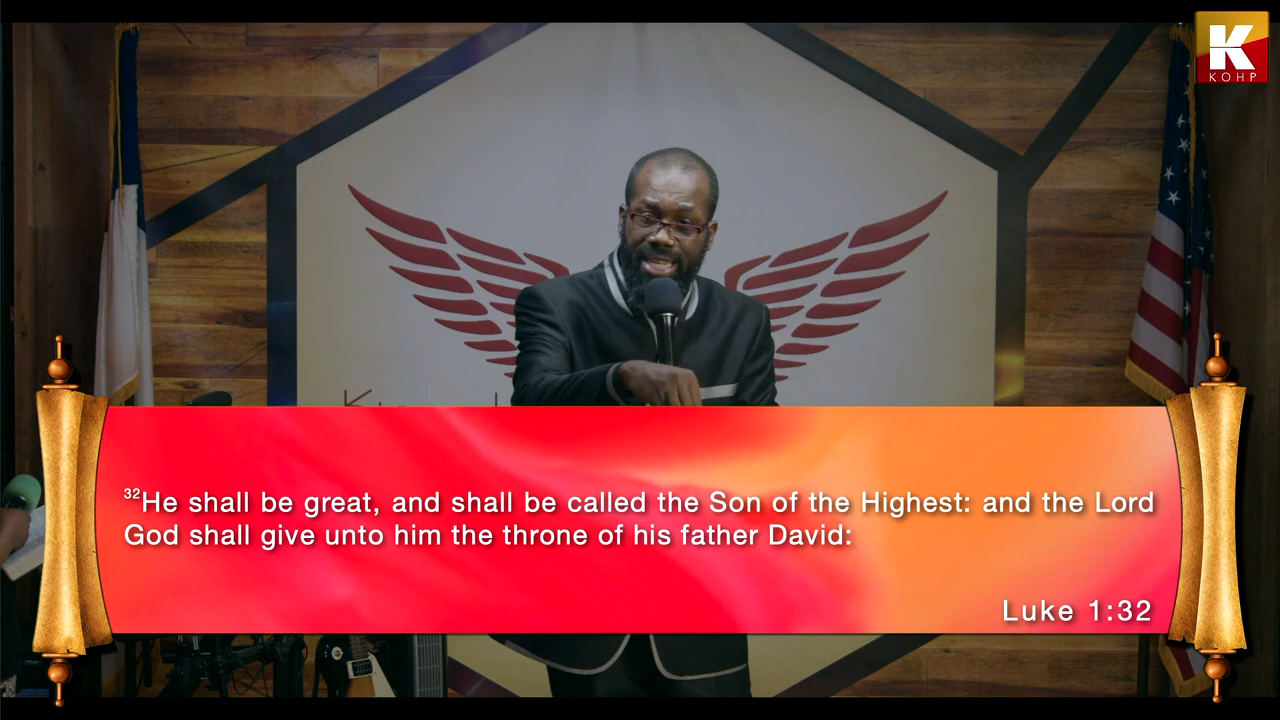 K
KOHP
32He shall be great, and shall be called the Son of the Highest: and the Lord
God shall give unto him the throne of his father David:
Luke 1:32